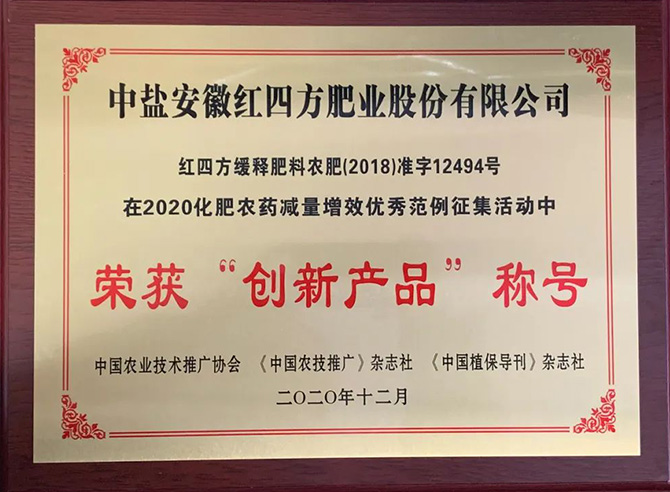 中盐安徽红四方肥业股份有限公司
红四方缓释肥料农肥(2018)准字12494号
在2020化肥农药减量增效优秀范例征集活动中
荣获“创新产品”称号
中国农业技术推广协会 《中国农技推广》杂志社 《中国植保导刊》杂志社
二〇二〇年十二月